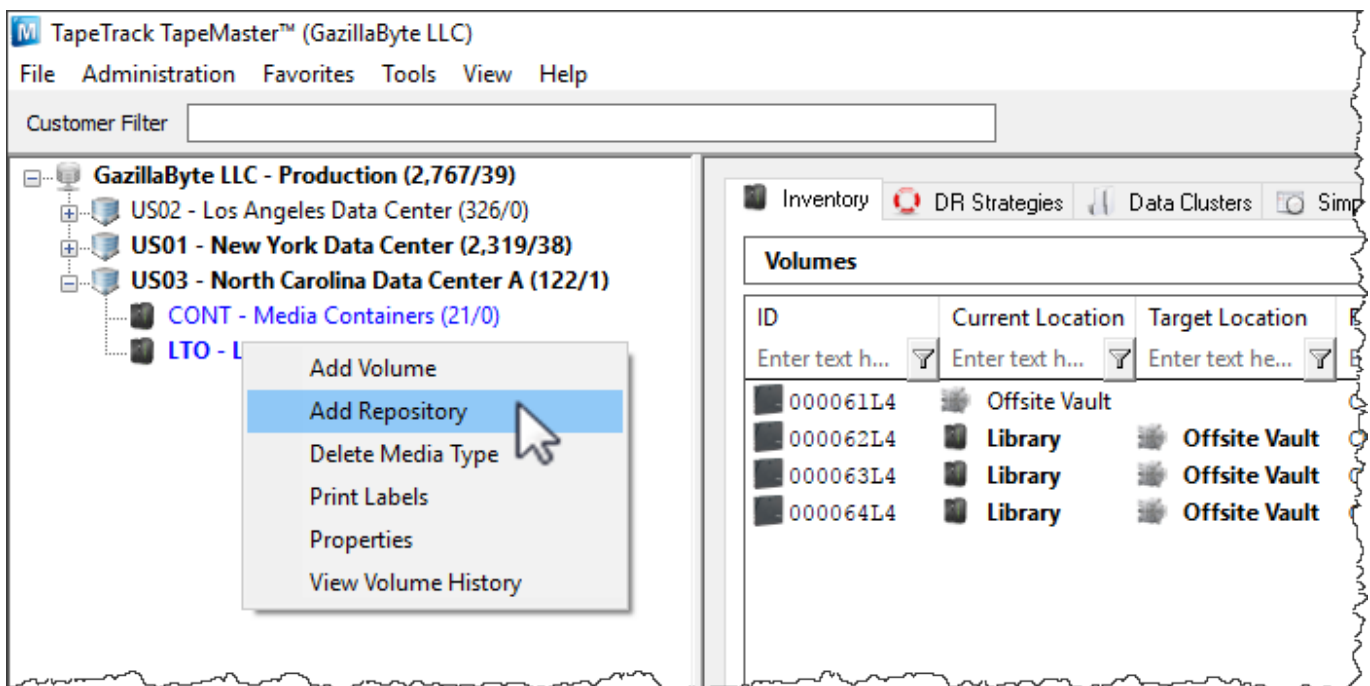 TapeTrack TapeMaster™ (GazillaByte LLC)
File Administration Favorites Tools View Help
Customer Filter
GazillaByte LLC - Production (2,767/39)
US02 - Los Angeles Data Center (326/0)
US01 - New York Data Center (2,319/38)
US03 - North Carolina Data Center A (122/1)
CONT - Media Containers (21/0)
LTO - L
Add Volume
Add Repository
Delete Media Type
Print Labels
Properties
View Volume History
Inventory DR Strategies Data Clusters
Volumes
ID Current Location Target Location
Enter text h... Enter text h... Enter text he...
000061L4 Offsite Vault
000062L4 Library Offsite Vault
000063L4 Library Offsite Vault
000064L4 Library Offsite Vault